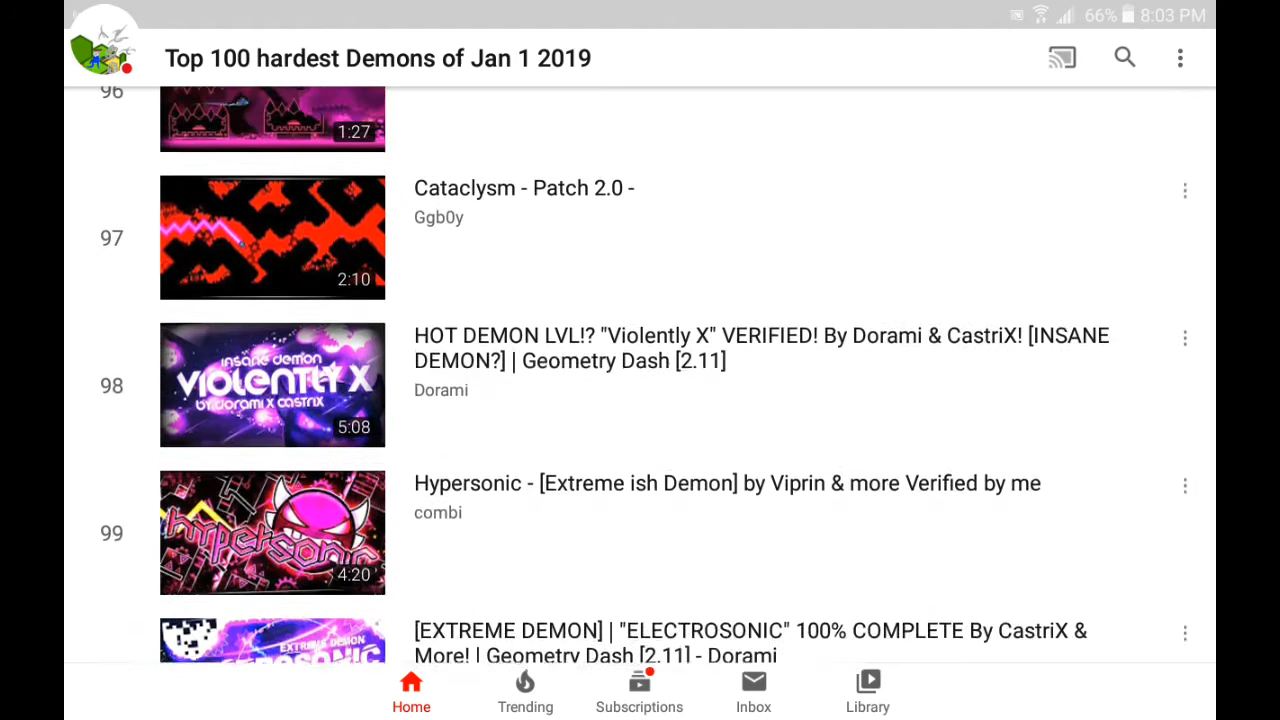 66% 8:03 PM
Top 100 hardest Demons of Jan 1 2019
96
1:27
97
2:10
Cataclysm - Patch 2.0 -
Ggb0y
98
INSANE DEMON
VIOLENTLY X
BY DORAMI X CASTRIX
5:08
HOT DEMON LVL!? "Violently X" VERIFIED! By Dorami & CastriX! [INSANE
DEMON?] | Geometry Dash [2.11]
Dorami
99
HYPERSONIC
4:20
Hypersonic - [Extreme ish Demon] by Viprin & more Verified by me
combi
EXTREME DEMON
[EXTREME DEMON] | "ELECTROSONIC" 100% COMPLETE By CastriX &
More! | Geometry Dash [2.11] - Dorami
Home
Trending
Subscriptions
Inbox
Library